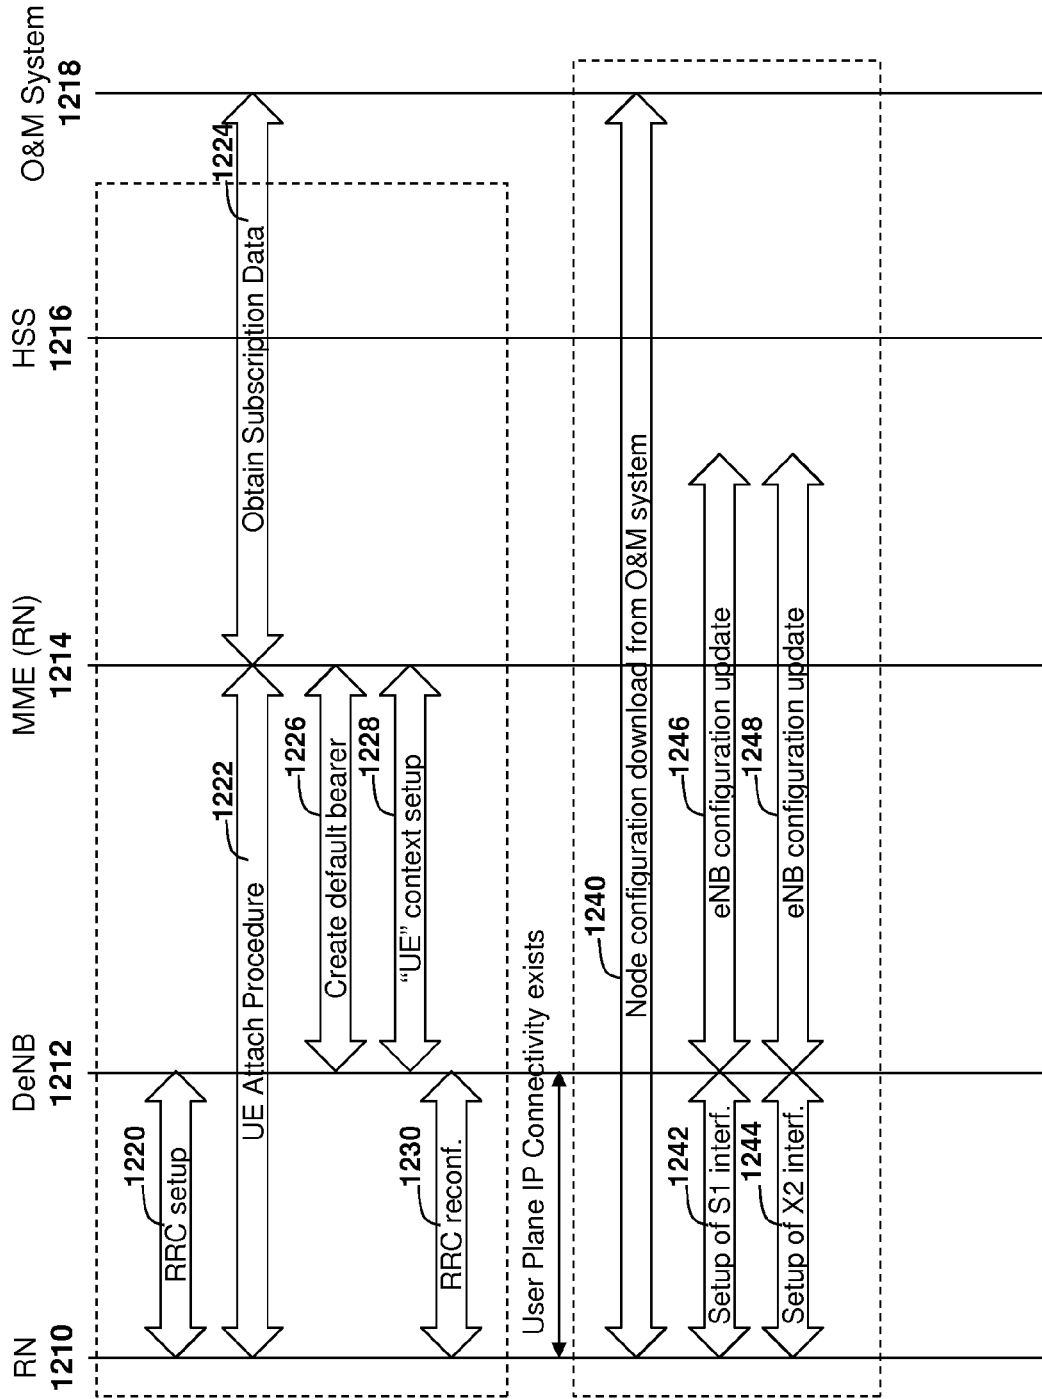 RN
1210
DeNB
1212
MME (RN)
1214
HSS
1216
O&M System
1218
1220
RRC setup
1222
UE Attach Procedure
1224
Obtain Subscription Data
1226
Create default bearer
1228
“UE” context setup
1230
RRC reconf.
User Plane IP Connectivity exists
1240
Node configuration download from O&M system
1242
Setup of S1 interf.
1246
eNB configuration update
1244
Setup of X2 interf.
1248
eNB configuration update